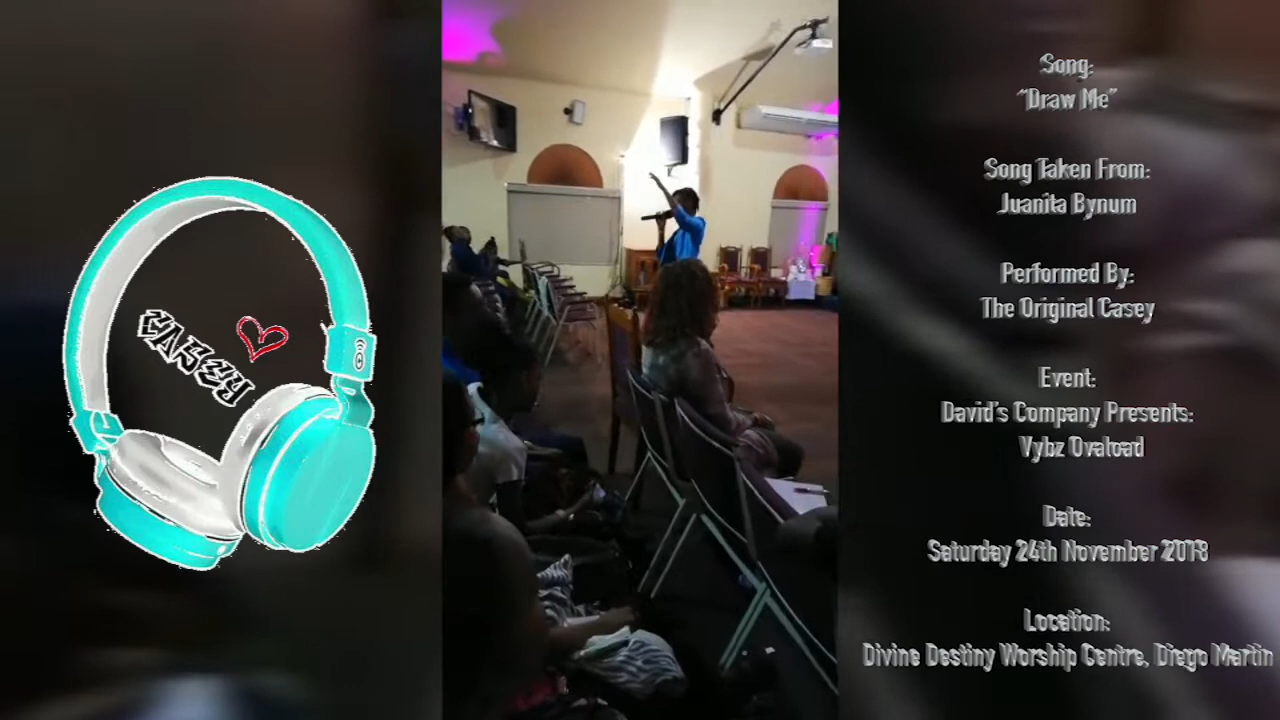 CASEY
Song:
"Draw Me"
Song Taken From:
Juanita Bynum
Performed By:
The Original Casey
Event:
David's Company Presents:
Vybz Ovaload
Date:
Saturday 24th November 2018
Location:
Divine Destiny Worship Centre, Diego Martin